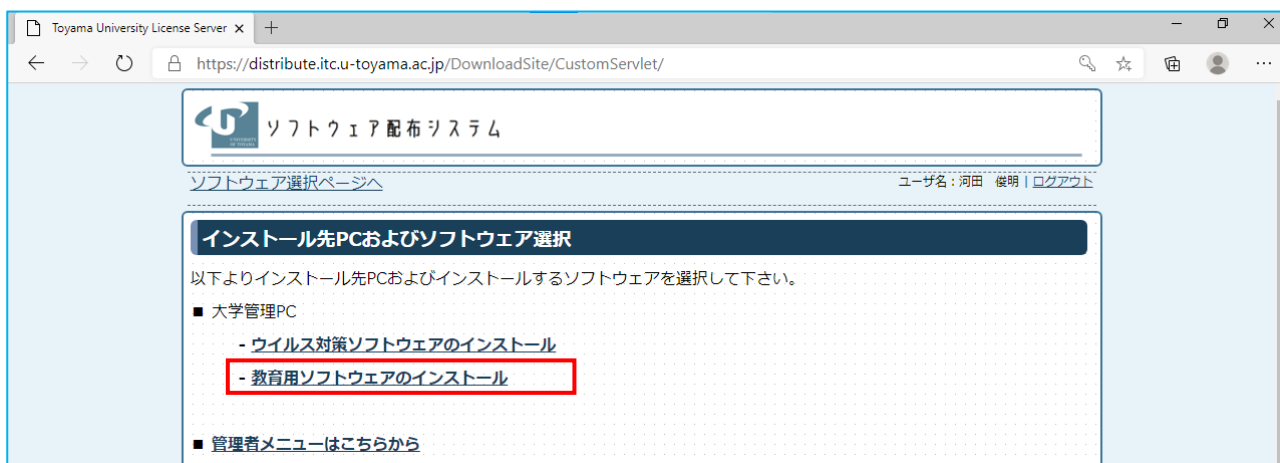 Toyama University License Server
https://distribute.itc.u-toyama.ac.jp/DownloadSite/CustomServlet/
ソフトウェア配布システム
ソフトウェア選択ページへ
ユーザ名：河田 俊明 | ログアウト
インストール先PCおよびソフトウェア選択
以下よりインストール先PCおよびインストールするソフトウェアを選択して下さい。
■ 大学管理PC
- ウイルス対策ソフトウェアのインストール
- 教育用ソフトウェアのインストール
■ 管理者メニューはこちらから